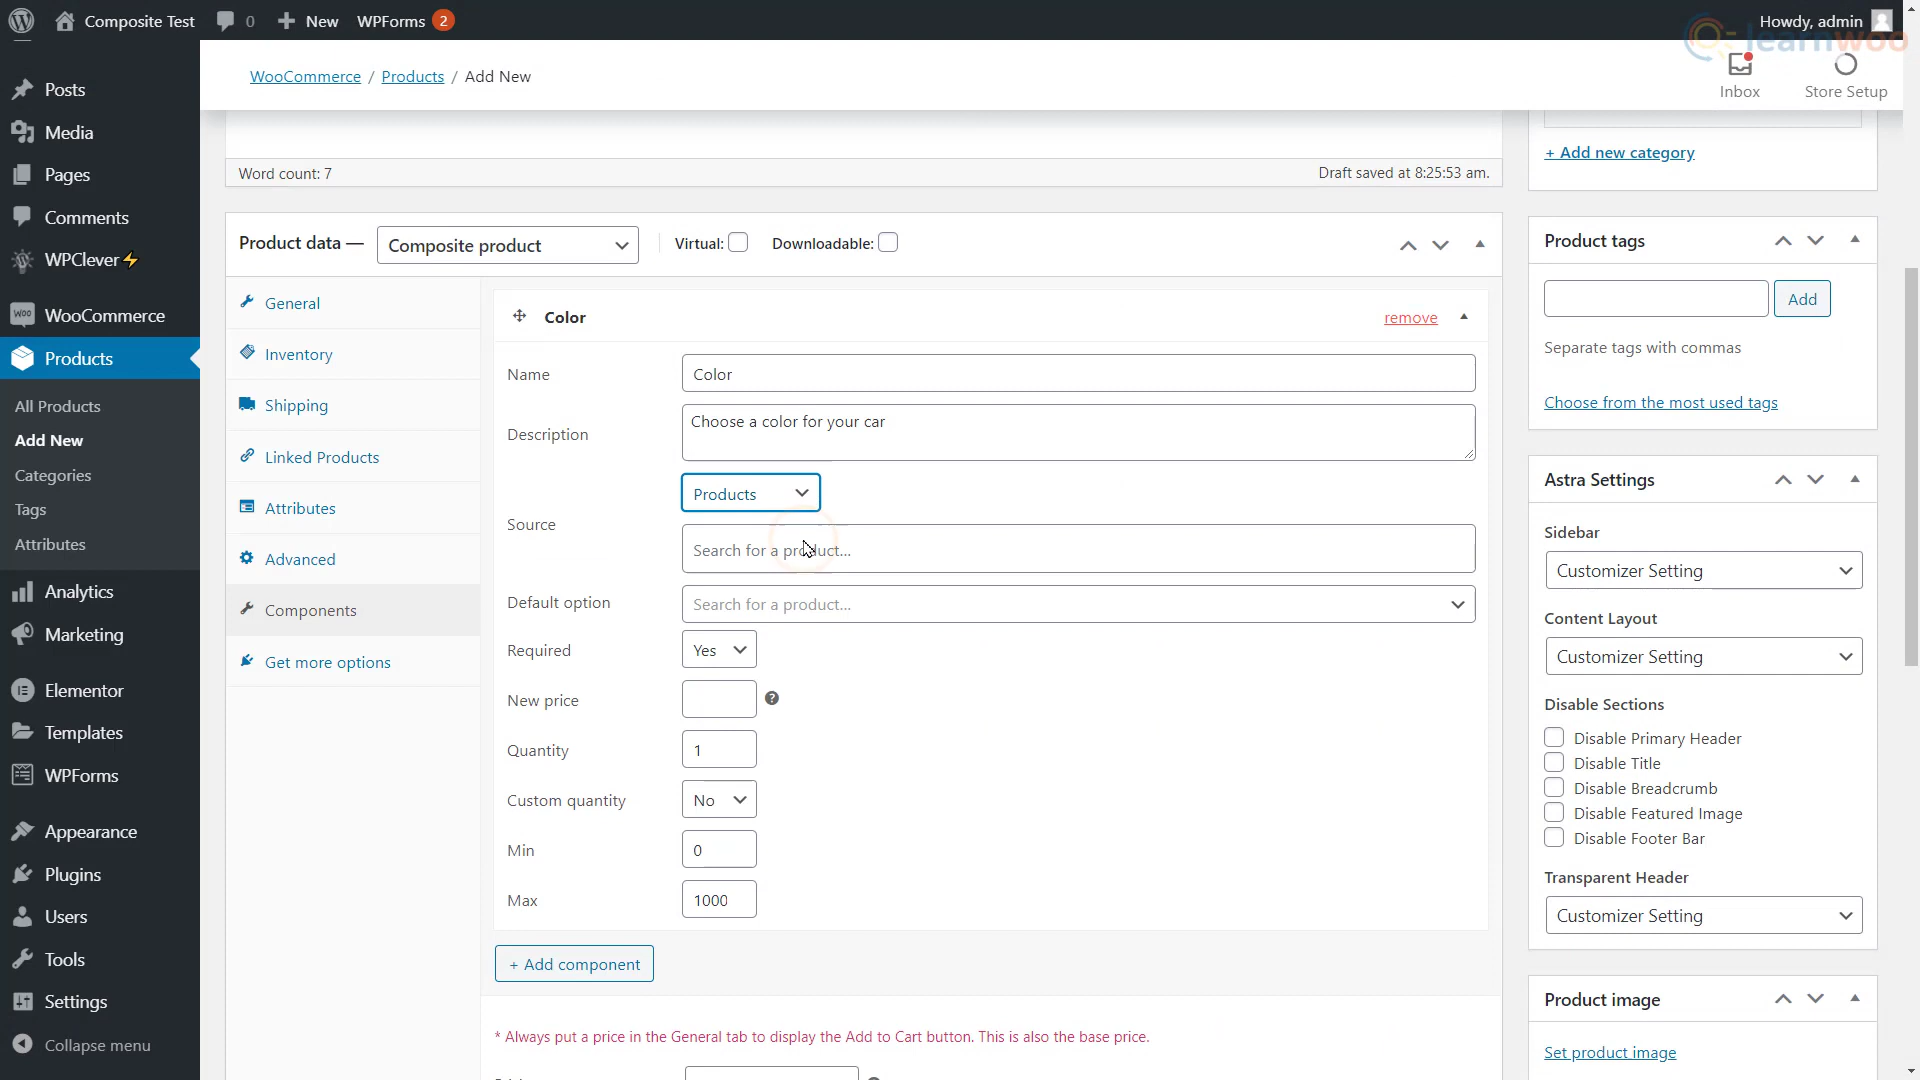 Composite Test
0
New
WPForms 2
Howdy, admin
learnwoo
Posts
Media
Pages
Comments
WPClever
WooCommerce
Products
All Products
Add New
Categories
Tags
Attributes
Analytics
Marketing
Elementor
Templates
WPForms
Appearance
Plugins
Users
Tools
Settings
Collapse menu
WooCommerce / Products / Add New
Inbox
Store Setup
Word count: 7
Draft saved at 8:25:53 am.
Product data — Composite product
Virtual:
Downloadable:
General
Inventory
Shipping
Linked Products
Attributes
Advanced
Components
Get more options
Color
remove
Name
Color
Description
Choose a color for your car
Source
Products
Search for a product...
Default option
Search for a product...
Required
Yes
New price
Quantity
1
Custom quantity
No
Min
0
Max
1000
+ Add component
* Always put a price in the General tab to display the Add to Cart button. This is also the base price.
+ Add new category
Product tags
Add
Separate tags with commas
Choose from the most used tags
Astra Settings
Sidebar
Customizer Setting
Content Layout
Customizer Setting
Disable Sections
Disable Primary Header
Disable Title
Disable Breadcrumb
Disable Featured Image
Disable Footer Bar
Transparent Header
Customizer Setting
Product image
Set product image